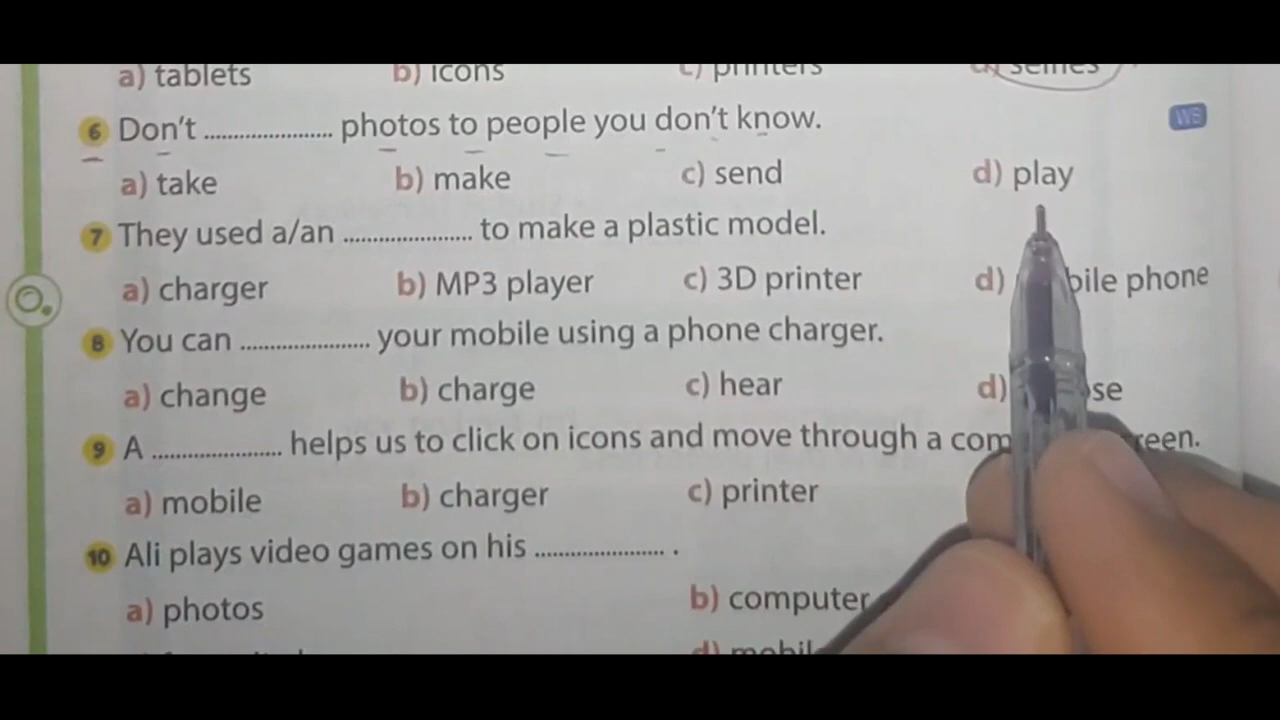 a) tablets b) icons c) printers d) selfies
6 Don't ...................... photos to people you don't know. WB
a) take b) make c) send d) play
7 They used a/an ...................... to make a plastic model.
a) charger b) MP3 player c) 3D printer d) bile phone
8 You can ...................... your mobile using a phone charger.
a) change b) charge c) hear d)
9 A ...................... helps us to click on icons and move through a com reen.
a) mobile b) charger c) printer
10 Ali plays video games on his ...................... .
a) photos b) computer
d)